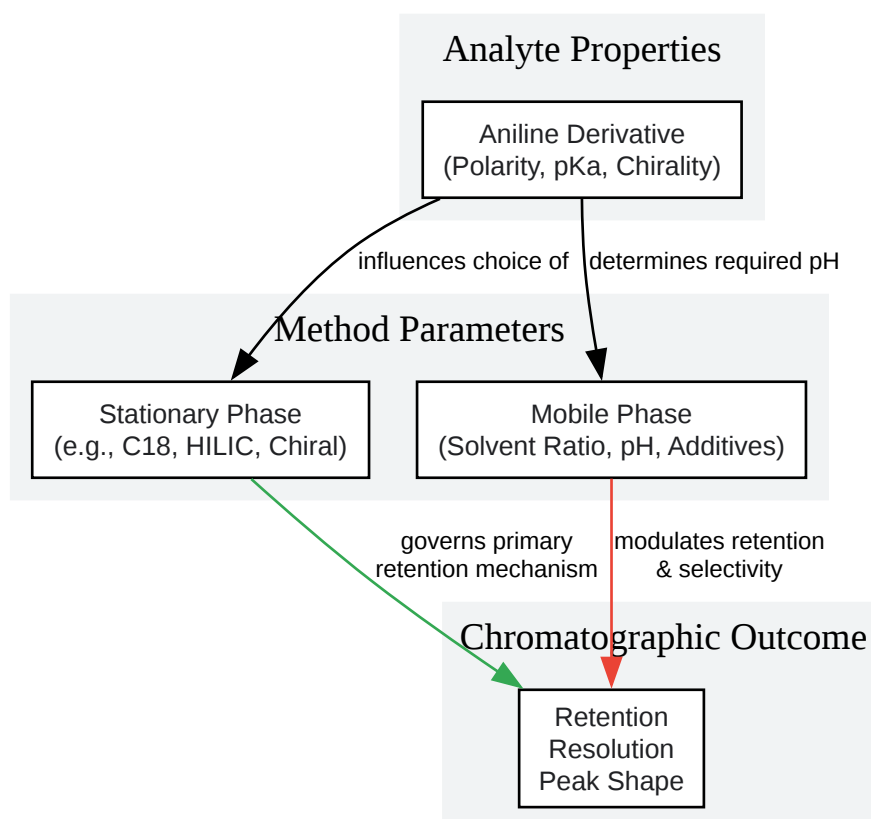 Analyte Properties
Aniline Derivative
(Polarity, pKa, Chirality)
influences choice of
determines required pH
Method Parameters
Stationary Phase
(e.g., C18, HILIC, Chiral)
Mobile Phase
(Solvent Ratio, pH, Additives)
governs primary
retention mechanism
modulates retention
& selectivity
Chromatographic Outcome
Retention
Resolution
Peak Shape